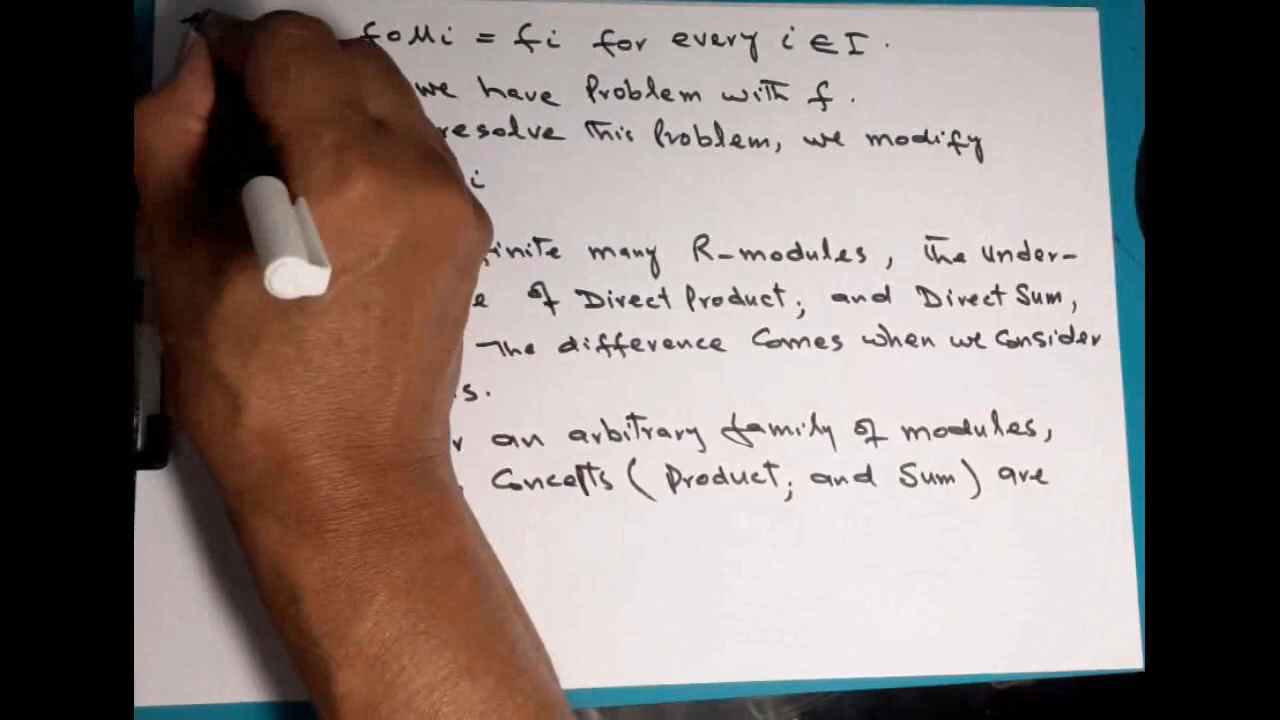 foμi = fi for every i ∈ I.
we have Problem with f.
resolve this Problem, we modify
i
finite many R-modules, The Under-
of Direct Product; and Direct Sum,
The difference Comes when we Consider
s.
an arbitrary family of modules,
Concepts (Product; and Sum) are